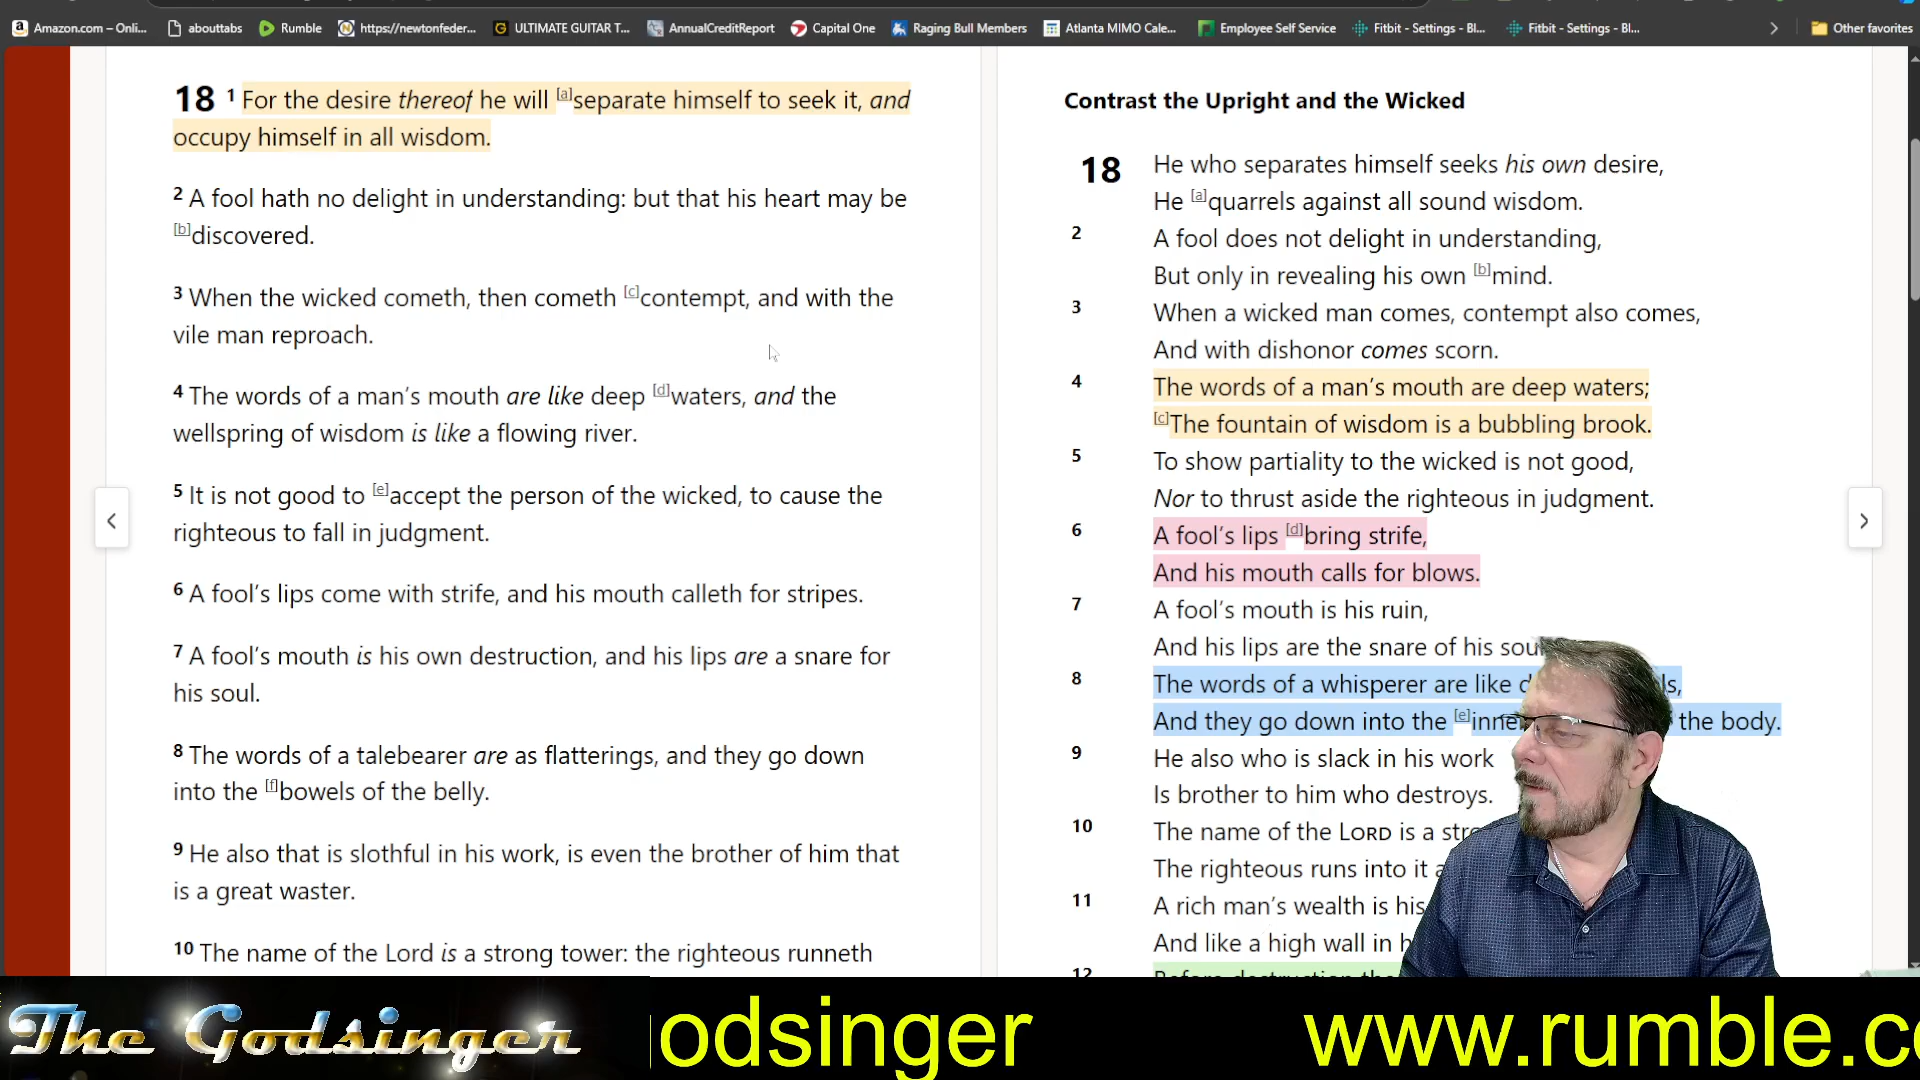 Amazon.com – Onli...
abouttabs
Rumble
https://newtonfeder...
ULTIMATE GUITAR T...
AnnualCreditReport
Capital One
Raging Bull Members
Atlanta MIMO Cale...
Employee Self Service
Fitbit - Settings - Bl...
Fitbit - Settings - Bl...
Other favorites
18 1 For the desire thereof he will [a]separate himself to seek it, and
occupy himself in all wisdom.
2 A fool hath no delight in understanding: but that his heart may be
[b]discovered.
3 When the wicked cometh, then cometh [c]contempt, and with the
vile man reproach.
4 The words of a man’s mouth are like deep [d]waters, and the
wellspring of wisdom is like a flowing river.
5 It is not good to [e]accept the person of the wicked, to cause the
righteous to fall in judgment.
6 A fool’s lips come with strife, and his mouth calleth for stripes.
7 A fool’s mouth is his own destruction, and his lips are a snare for
his soul.
8 The words of a talebearer are as flatterings, and they go down
into the [f]bowels of the belly.
9 He also that is slothful in his work, is even the brother of him that
is a great waster.
10 The name of the Lord is a strong tower: the righteous runneth
Contrast the Upright and the Wicked
18 He who separates himself seeks his own desire,
He [a]quarrels against all sound wisdom.
2 A fool does not delight in understanding,
But only in revealing his own [b]mind.
3 When a wicked man comes, contempt also comes,
And with dishonor comes scorn.
4 The words of a man’s mouth are deep waters;
[c]The fountain of wisdom is a bubbling brook.
5 To show partiality to the wicked is not good,
Nor to thrust aside the righteous in judgment.
6 A fool’s lips [d]bring strife,
And his mouth calls for blows.
7 A fool’s mouth is his ruin,
And his lips are the snare of his sou
8 The words of a whisperer are like d ls,
And they go down into the [e]inne the body.
9 He also who is slack in his work
Is brother to him who destroys.
10 The name of the LORD is a stro
The righteous runs into it a
11 A rich man’s wealth is his
And like a high wall in h
12 Before destruction the
The Godsinger
godsinger
www.rumble.c